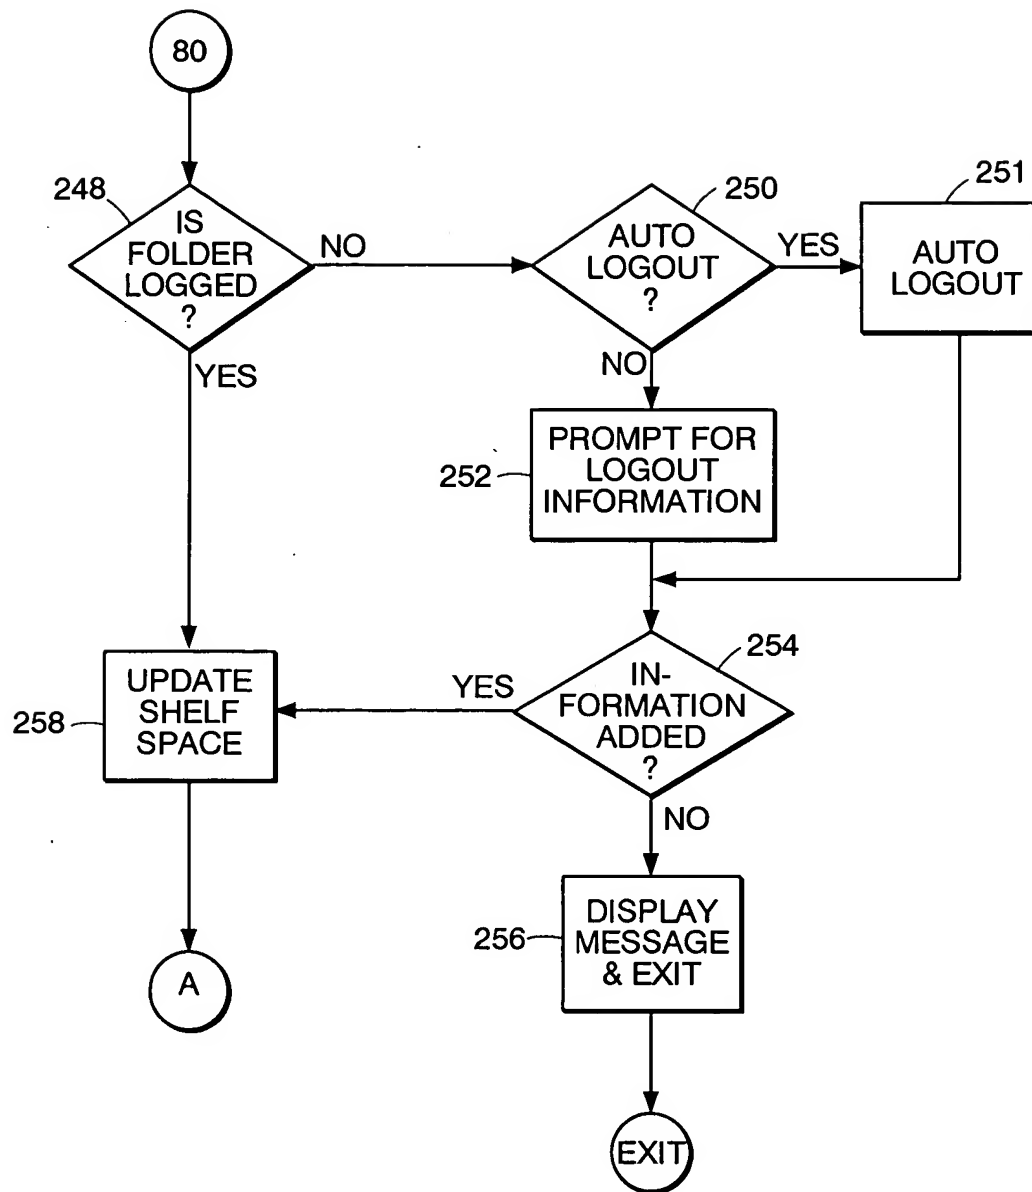 80
248
IS
FOLDER
LOGGED
?
NO
YES
250
AUTO
LOGOUT
?
YES
NO
251
AUTO
LOGOUT
252
PROMPT FOR
LOGOUT
INFORMATION
254
IN-
FORMATION
ADDED
?
YES
NO
258
UPDATE
SHELF
SPACE
256
DISPLAY
MESSAGE
& EXIT
A
EXIT